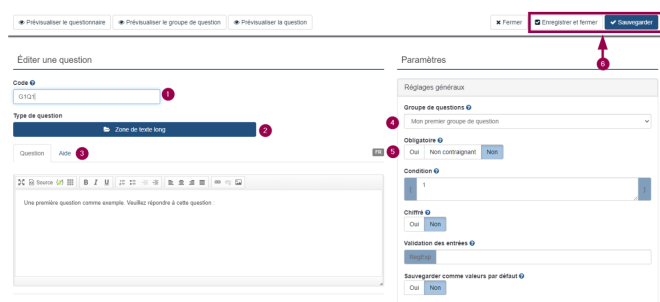 Prévisualiser le questionnaire Prévisualiser le groupe de question Prévisualiser la question Fermer Enregistrer et fermer Sauvegarder
6
Éditer une question
Code
G1Q1
1
Type de question
Zone de texte long
2
Question Aide 3 FR
Source B I U
Une première question comme exemple. Veuillez répondre à cette question :
Paramètres
Réglages généraux
Groupe de questions
4 Mon premier groupe de question
Obligatoire
5 Oui Non contraignant Non
Condition
{ 1 }
Chiffré
Oui Non
Validation des entrées
RegExp
Sauvegarder comme valeurs par défaut
Oui Non